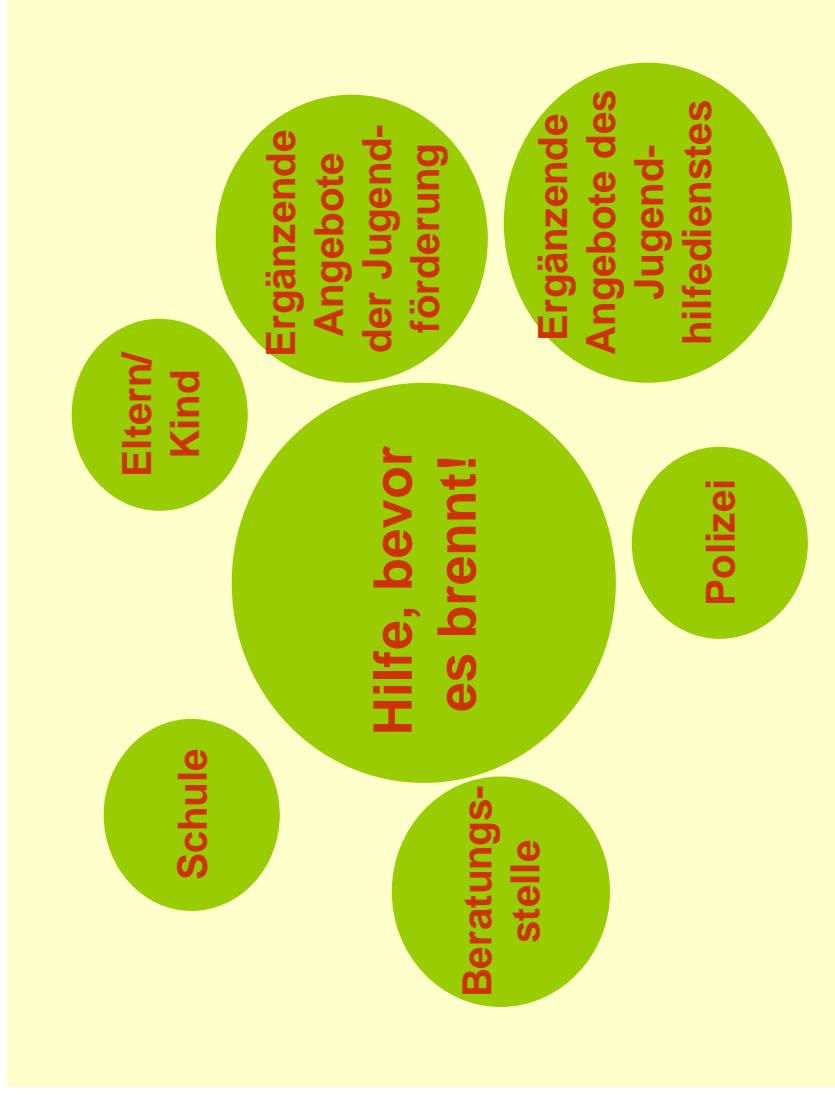 Schule
Eltern/
Kind
Ergänzende
Angebote
der Jugend-
förderung
Hilfe, bevor
es brennt!
Beratungs-
stelle
Ergänzende
Angebote des
Jugend-
hilfedienstes
Polizei